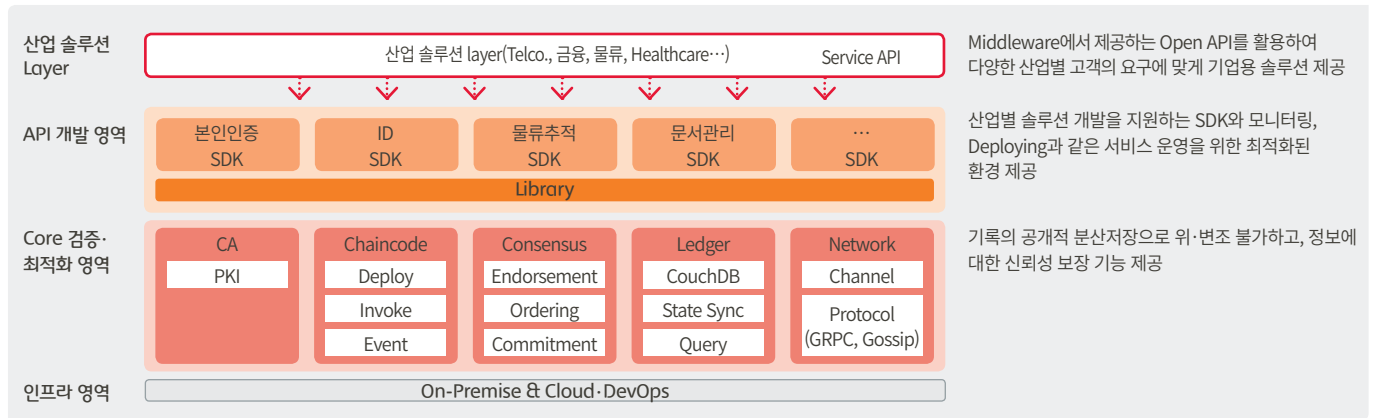 산업 솔루션
Layer
산업 솔루션 layer(Telco., 금융, 물류, Healthcare…)
Service API
Middleware에서 제공하는 Open API를 활용하여
다양한 산업별 고객의 요구에 맞게 기업용 솔루션 제공
API 개발 영역
본인인증
SDK
ID
SDK
물류추적
SDK
문서관리
SDK
…
SDK
Library
산업별 솔루션 개발을 지원하는 SDK와 모니터링,
Deploying과 같은 서비스 운영을 위한 최적화된
환경 제공
Core 검증·
최적화 영역
CA
PKI
Chaincode
Deploy
Invoke
Event
Consensus
Endorsement
Ordering
Commitment
Ledger
CouchDB
State Sync
Query
Network
Channel
Protocol
(GRPC, Gossip)
기록의 공개적 분산저장으로 위·변조 불가하고, 정보에
대한 신뢰성 보장 기능 제공
인프라 영역
On-Premise & Cloud·DevOps